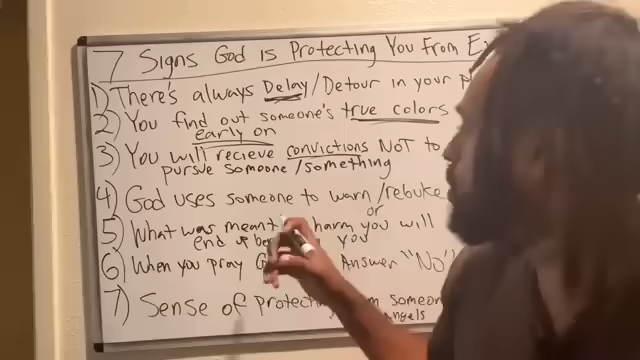 7 Signs God is Protecting You From
1) There's always Delay/Detour in your
2) You find out someone's true colors
early on
3) You will recieve convictions NOT to
pursue someone/something
4) God uses someone to warn/rebuke
or
5) What was meant harm you will
end up you
6) When you pray Answer "No"
7) Sense of someon
angels